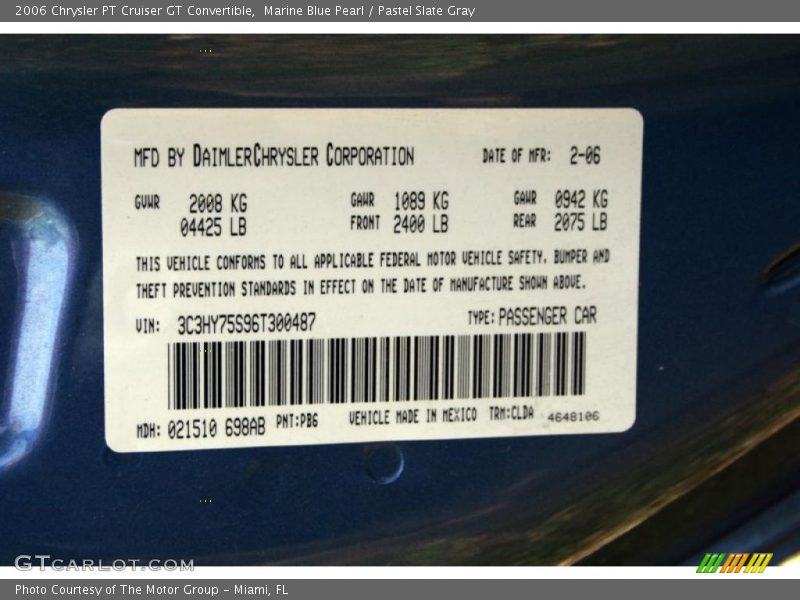 2006 Chrysler PT Cruiser GT Convertible,  Marine Blue Pearl / Pastel Slate Gray
MFD BY DAIMLERCHRYSLER CORPORATION DATE OF MFR: 2-06
GVWR 2008 KG GAWR 1089 KG GAWR 0942 KG
04425 LB FRONT 2400 LB REAR 2075 LB
THIS VEHICLE CONFORMS TO ALL APPLICABLE FEDERAL MOTOR VEHICLE SAFETY, BUMPER AND
THEFT PREVENTION STANDARDS IN EFFECT ON THE DATE OF MANUFACTURE SHOWN ABOVE.
VIN: 3C3HY75S96T300487 TYPE: PASSENGER CAR
MDH: 021510 698AB PNT:PB6 VEHICLE MADE IN MEXICO TRM:CLDA 4648106
GTCARLOT.COM
Photo Courtesy of The Motor Group - Miami, FL